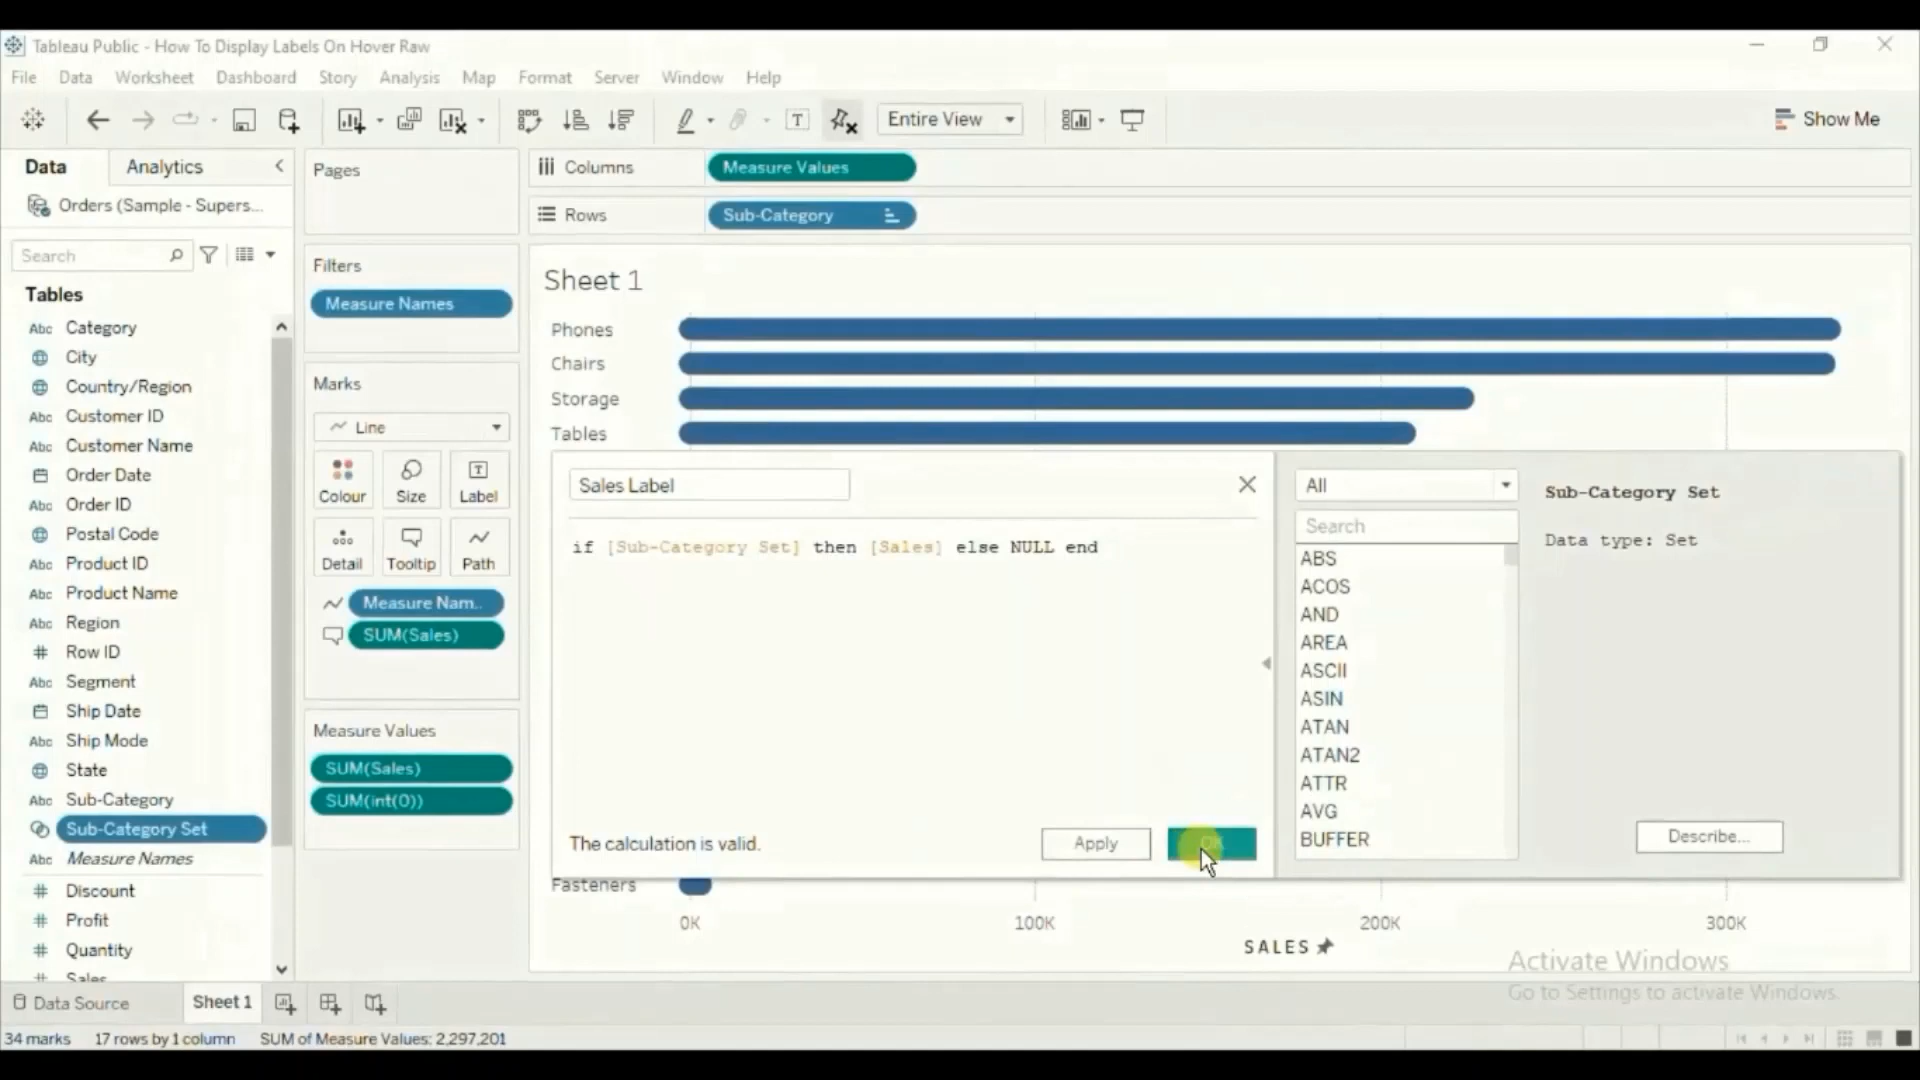 Tableau Public - How To Display Labels On Hover Raw
File Data Worksheet Dashboard Story Analysis Map Format Server Window Help
Entire View
Show Me
Data Analytics
Orders (Sample - Supers...
Search
Tables
Abc Category
City
Country/Region
Abc Customer ID
Abc Customer Name
Order Date
Abc Order ID
Postal Code
Abc Product ID
Abc Product Name
Abc Region
# Row ID
Abc Segment
Ship Date
Abc Ship Mode
State
Abc Sub-Category
Sub-Category Set
Abc Measure Names
# Discount
# Profit
# Quantity
# Sales
Pages
Filters
Measure Names
Marks
Line
Colour Size Label
Detail Tooltip Path
Measure Nam..
SUM(Sales)
Measure Values
SUM(Sales)
SUM(int(0))
Columns Measure Values
Rows Sub-Category
Sheet 1
Phones
Chairs
Storage
Tables
Sales Label
if [Sub-Category Set] then [Sales] else NULL end
The calculation is valid.
Apply
OK
All
Search
ABS
ACOS
AND
AREA
ASCII
ASIN
ATAN
ATAN2
ATTR
AVG
BUFFER
Sub-Category Set
Data type: Set
Describe...
Fasteners
0K 100K 200K 300K
SALES
Activate Windows
Go to Settings to activate Windows.
Data Source Sheet 1
34 marks 17 rows by 1 column SUM of Measure Values: 2,297,201